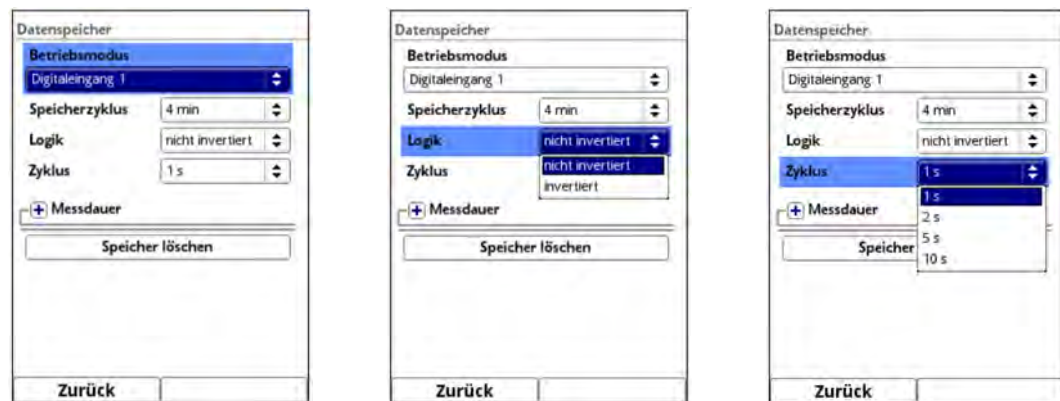 Datenspeicher
Betriebsmodus
Digitaleingang 1
Speicherzyklus 4 min
Logik nicht invertiert
Zyklus 1 s
Messdauer
Speicher löschen
Zurück
Datenspeicher
Betriebsmodus
Digitaleingang 1
Speicherzyklus 4 min
Logik nicht invertiert
nicht invertiert
Zyklus
invertiert
Messdauer
Speicher löschen
Zurück
Datenspeicher
Betriebsmodus
Digitaleingang 1
Speicherzyklus 4 min
Logik nicht invertiert
Zyklus 1 s
1 s
Messdauer 2 s
5 s
Speicher
10 s
Zurück